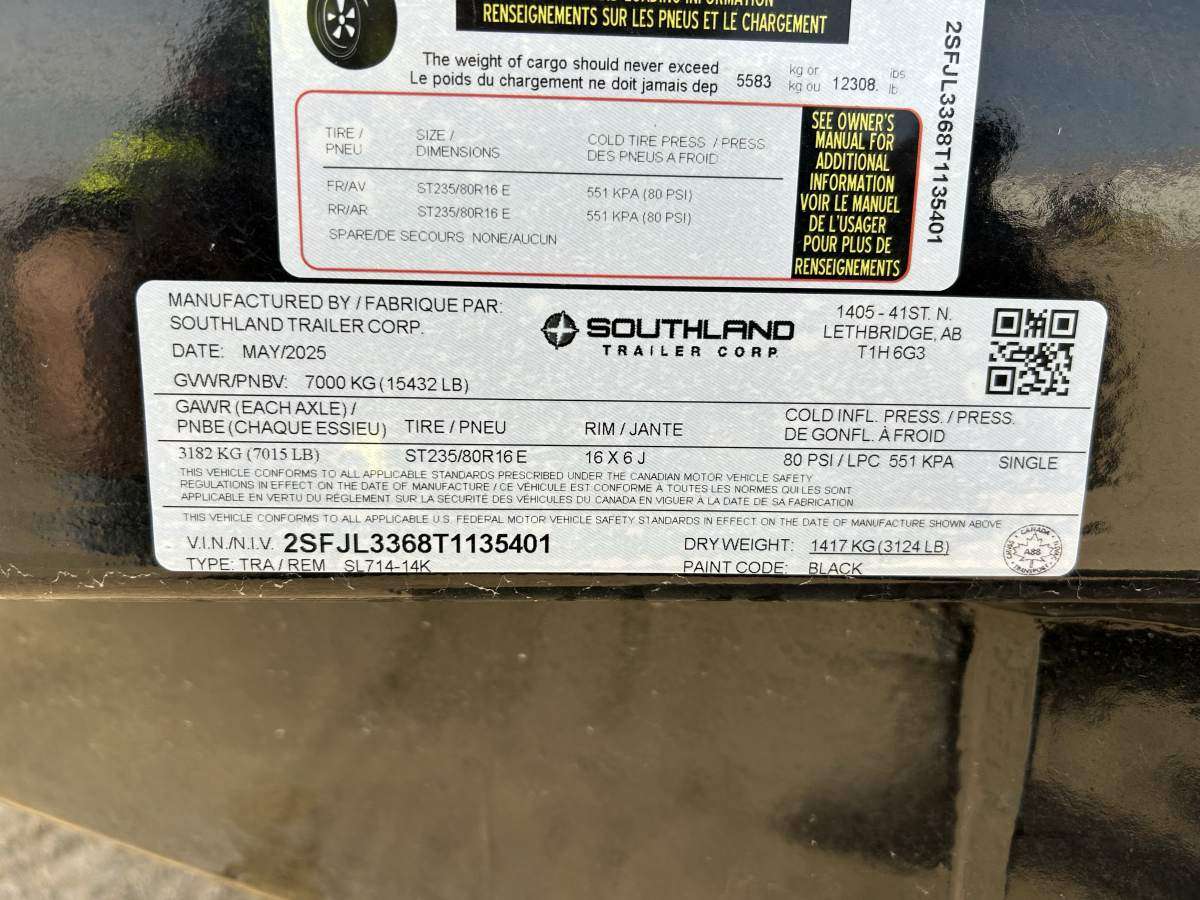 RENSEIGNEMENTS SUR LES PNEUS ET LE CHARGEMENT
The weight of cargo should never exceed
Le poids du chargement ne doit jamais dep 5583 kg or kg ou 12308. lbs lb
2SFJL3368T1135401
TIRE / PNEU
SIZE / DIMENSIONS
COLD TIRE PRESS / PRESS DES PNEUS A FROID
FR/AV ST235/80R16 E 551 KPA (80 PSI)
RR/AR ST235/80R16 E 551 KPA (80 PSI)
SPARE/DE SECOURS NONE/AUCUN
SEE OWNER'S
MANUAL FOR
ADDITIONAL
INFORMATION
VOIR LE MANUEL
DE L'USAGER
POUR PLUS DE
RENSEIGNEMENTS
MANUFACTURED BY / FABRIQUE PAR:
SOUTHLAND TRAILER CORP.
DATE: MAY/2025
GVWR/PNBV: 7000 KG (15432 LB)
SOUTHLAND
TRAILER CORP.
1405 - 41ST. N.
LETHBRIDGE, AB
T1H 6G3
GAWR (EACH AXLE) /
PNBE (CHAQUE ESSIEU) TIRE / PNEU RIM / JANTE
COLD INFL. PRESS. / PRESS.
DE GONFL. À FROID
3182 KG (7015 LB) ST235/80R16 E 16 X 6 J 80 PSI / LPC 551 KPA SINGLE
THIS VEHICLE CONFORMS TO ALL APPLICABLE STANDARDS PRESCRIBED UNDER THE CANADIAN MOTOR VEHICLE SAFETY
REGULATIONS IN EFFECT ON THE DATE OF MANUFACTURE / CE VÉHICULE EST CONFORME À TOUTES LES NORMES QUI LES SONT
APPLICABLE EN VERTU DU RÉGLEMENT SUR LA SECURITÉ DES VÉHICULES DU CANADA EN VIGUER À LA DATE DE SA FABRICATION
THIS VEHICLE CONFORMS TO ALL APPLICABLE U.S. FEDERAL MOTOR VEHICLE SAFETY STANDARDS IN EFFECT ON THE DATE OF MANUFACTURE SHOWN ABOVE
V.I.N./N.I.V. 2SFJL3368T1135401 DRY WEIGHT: 1417 KG (3124 LB)
TYPE: TRA / REM SL714-14K PAINT CODE: BLACK
CANADA
A88
TRANSPORT